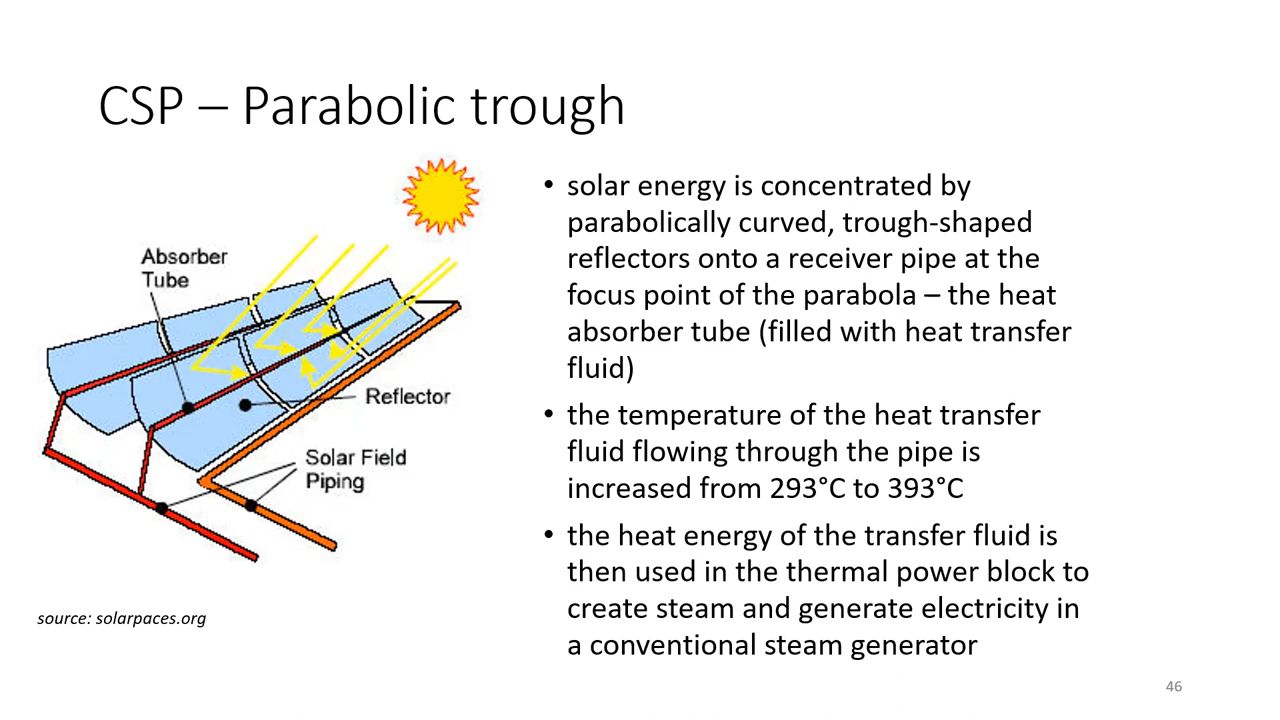 CSP – Parabolic trough
Absorber
Tube
Reflector
Solar Field
Piping
source: solarpaces.org
• solar energy is concentrated by
parabolically curved, trough-shaped
reflectors onto a receiver pipe at the
focus point of the parabola – the heat
absorber tube (filled with heat transfer
fluid)
• the temperature of the heat transfer
fluid flowing through the pipe is
increased from 293°C to 393°C
• the heat energy of the transfer fluid is
then used in the thermal power block to
create steam and generate electricity in
a conventional steam generator
46